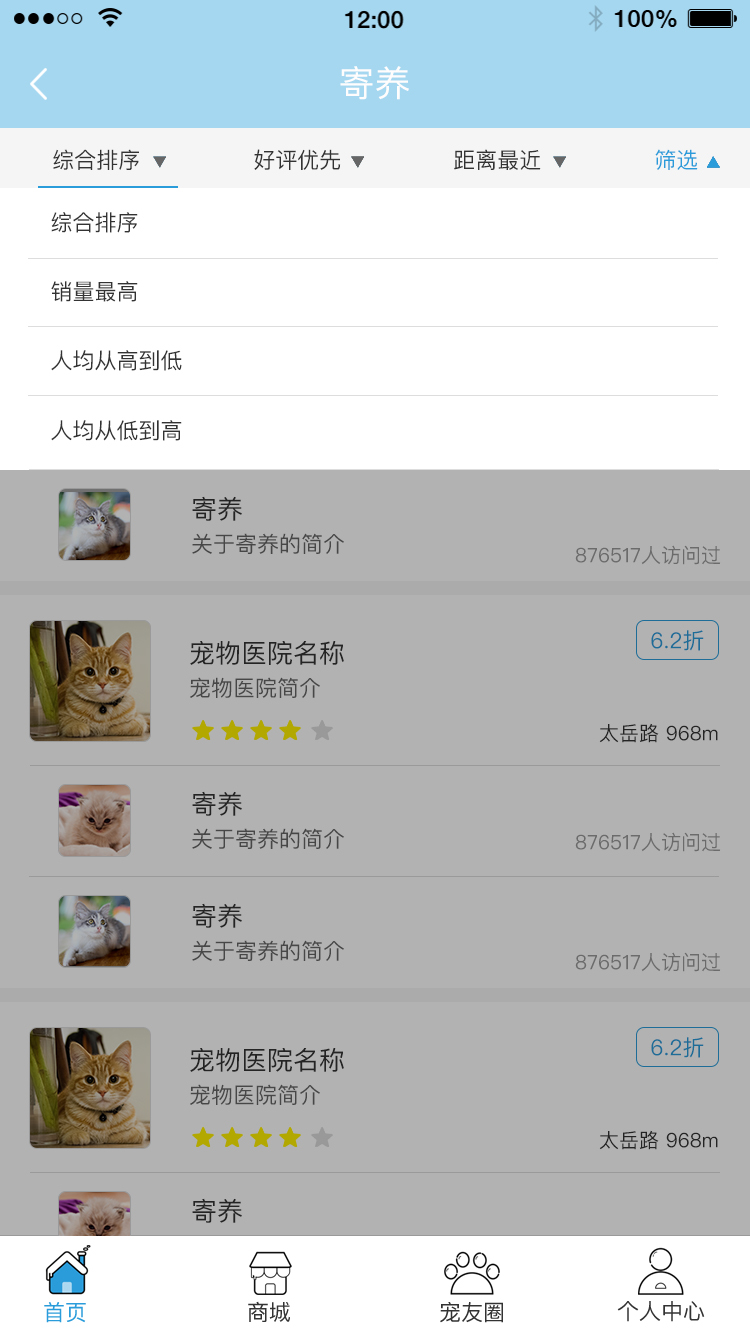 12:00
100%
寄养
综合排序 ▼ 好评优先 ▼ 距离最近 ▼ 筛选 ▲
综合排序
销量最高
人均从高到低
人均从低到高
寄养
关于寄养的简介
876517人访问过
宠物医院名称
6.2折
宠物医院简介
太岳路 968m
寄养
关于寄养的简介
876517人访问过
寄养
关于寄养的简介
876517人访问过
宠物医院名称
6.2折
宠物医院简介
太岳路 968m
寄养
首页 商城 宠友圈 个人中心